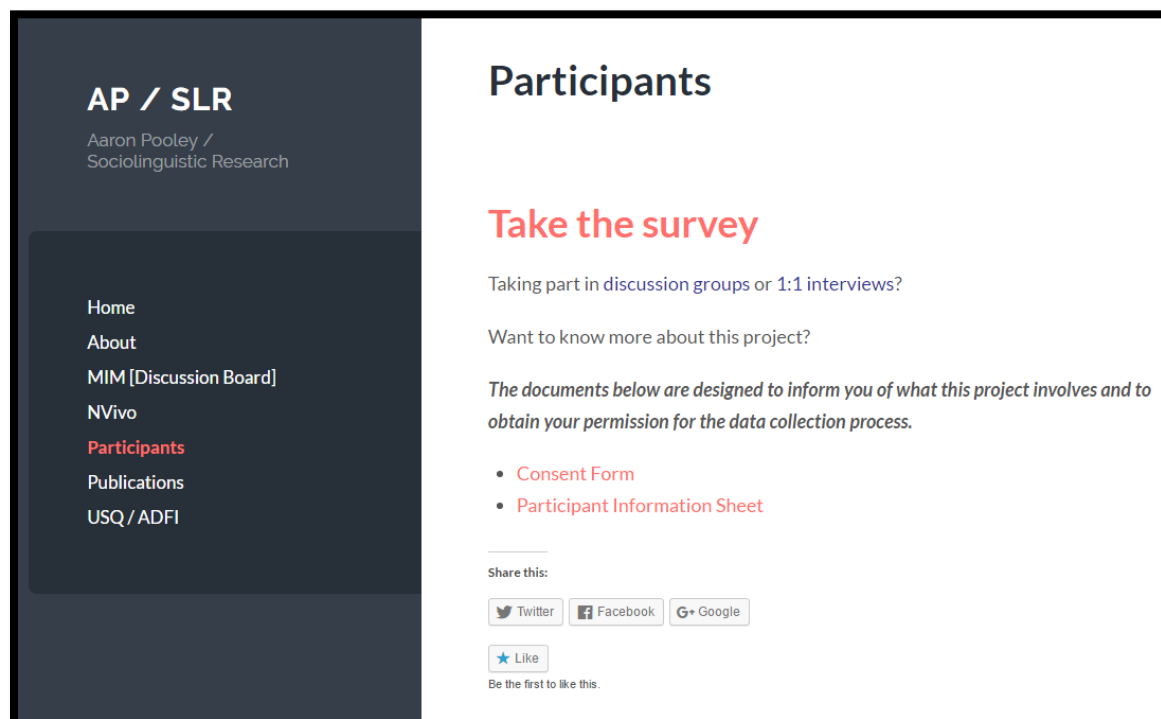 AP / SLR
Aaron Pooley /
Sociolinguistic Research
Home
About
MIM [Discussion Board]
NVivo
Participants
Publications
USQ / ADFI
Participants
Take the survey
Taking part in discussion groups or 1:1 interviews?
Want to know more about this project?
The documents below are designed to inform you of what this project involves and to
obtain your permission for the data collection process.
Consent Form
Participant Information Sheet
Share this:
Twitter Facebook G+ Google
Like
Be the first to like this.